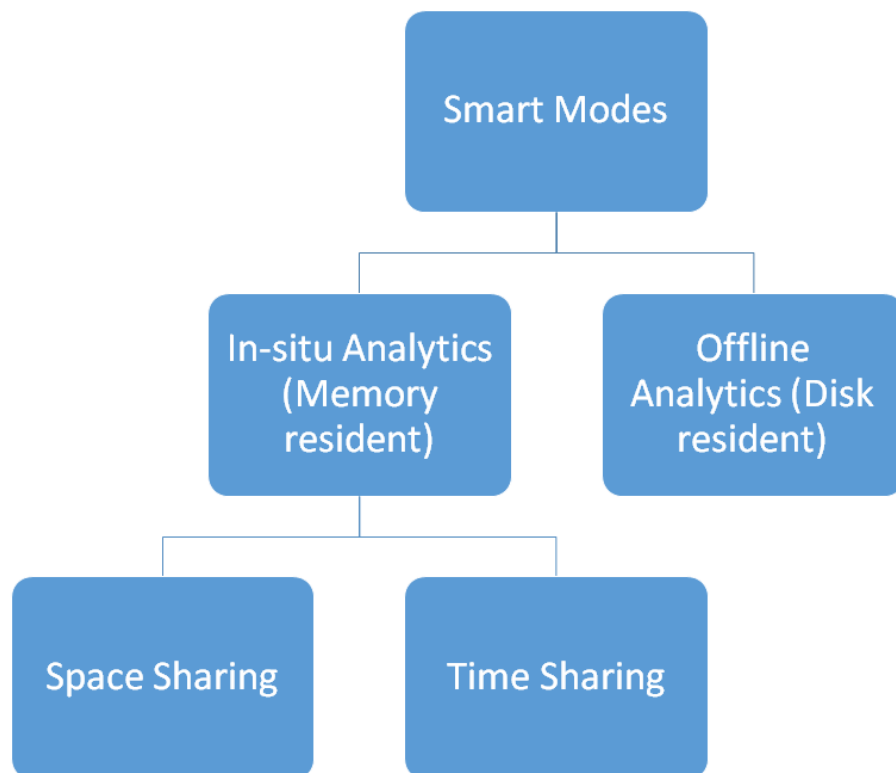 Smart Modes
In-situ Analytics
(Memory
resident)
Offline
Analytics (Disk
resident)
Space Sharing
Time Sharing